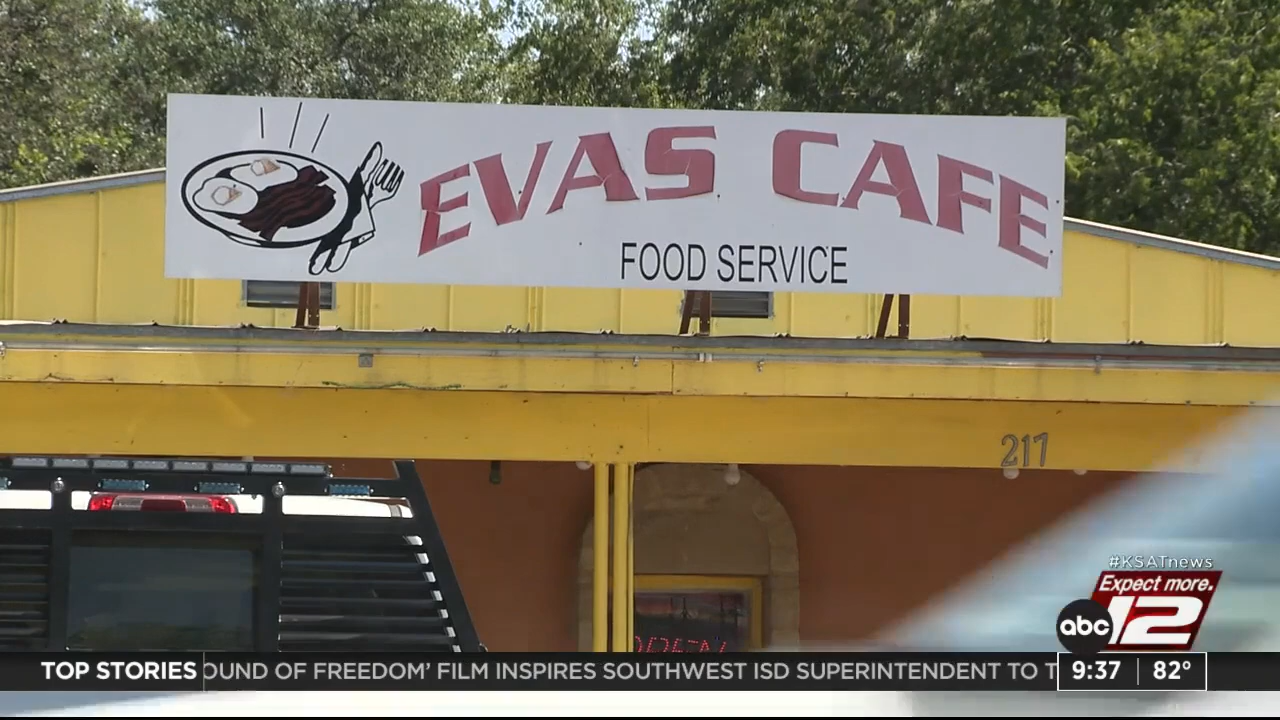 EVAS CAFE
FOOD SERVICE
217
OPEN
#KSATnews
Expect more.
abc 12
TOP STORIES OUND OF FREEDOM’ FILM INSPIRES SOUTHWEST ISD SUPERINTENDENT TO T 9:37 82°